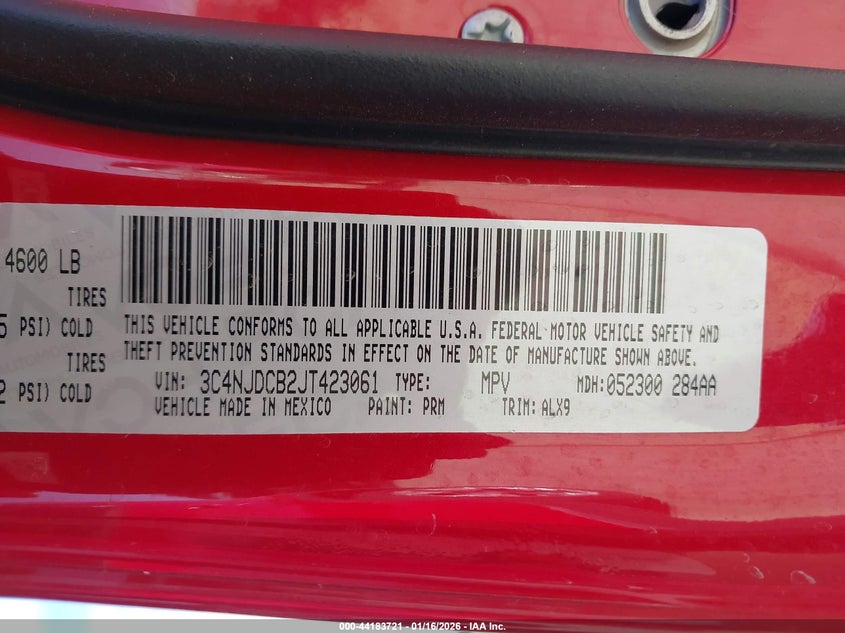 4600 LB
TIRES
5 PSI) COLD
TIRES
2 PSI) COLD
THIS VEHICLE CONFORMS TO ALL APPLICABLE U.S.A. FEDERAL MOTOR VEHICLE SAFETY AND
THEFT PREVENTION STANDARDS IN EFFECT ON THE DATE OF MANUFACTURE SHOWN ABOVE.
VIN: 3C4NJDCB2JT423061 TYPE: MPV MDH: 052300 284AA
VEHICLE MADE IN MEXICO PAINT: PRM TRIM: ALX9
000-44183721 - 01/16/2026 - IAA Inc.